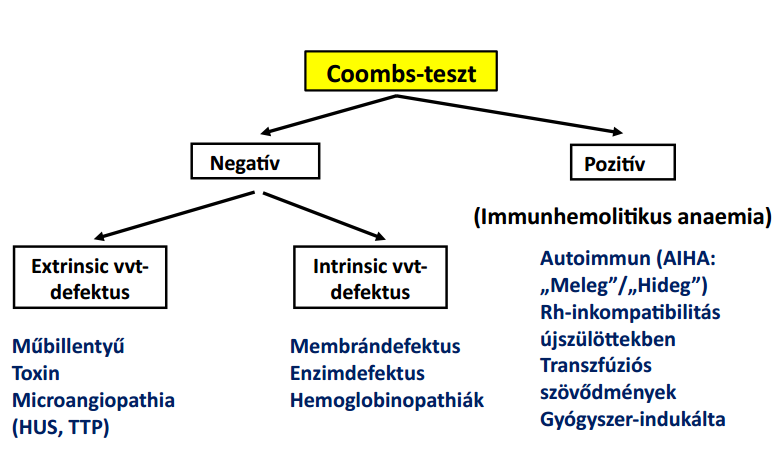 Coombs-teszt
Negatív
Pozitív
(Immunhemolitikus anaemia)
Extrinsic vvt-
defektus
Intrinsic vvt-
defektus
Műbillentyű
Toxin
Microangiopathia
(HUS, TTP)
Membrándefektus
Enzimdefektus
Hemoglobinopathiák
Autoimmun (AIHA:
„Meleg”/„Hideg”)
Rh-inkompatibilitás
újszülöttekben
Transzfúziós
szövődmények
Gyógyszer-indukálta